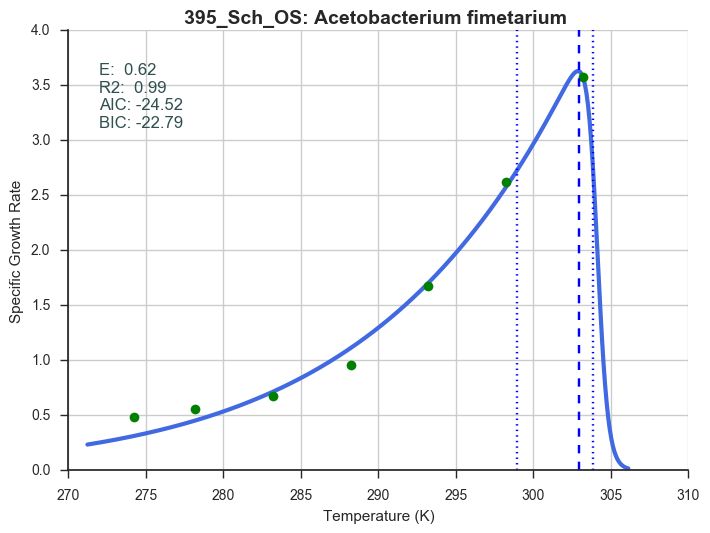 395_Sch_OS: Acetobacterium fimetarium
E:  0.62
R2:  0.99
AIC: -24.52
BIC: -22.79
4.0
3.5
3.0
2.5
2.0
1.5
1.0
0.5
0.0
Specific Growth Rate
270 275 280 285 290 295 300 305 310
Temperature (K)